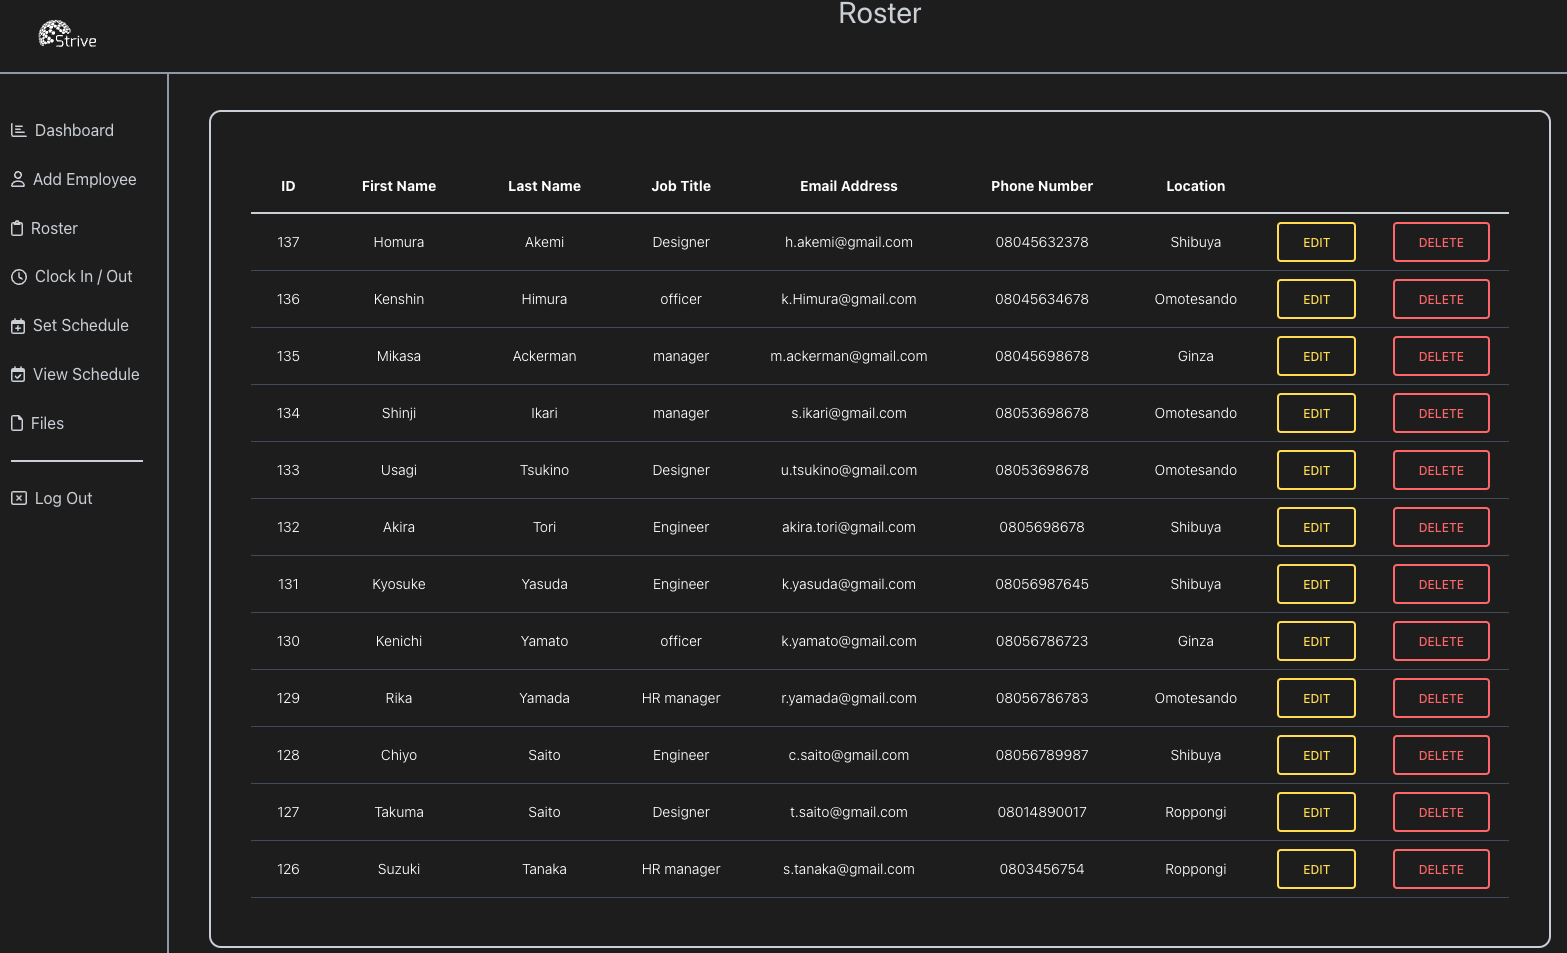 Strive
Roster
Dashboard
Add Employee
Roster
Clock In / Out
Set Schedule
View Schedule
Files
Log Out
ID First Name Last Name Job Title Email Address Phone Number Location
137 Homura Akemi Designer h.akemi@gmail.com 08045632378 Shibuya EDIT DELETE
136 Kenshin Himura officer k.Himura@gmail.com 08045634678 Omotesando EDIT DELETE
135 Mikasa Ackerman manager m.ackerman@gmail.com 08045698678 Ginza EDIT DELETE
134 Shinji Ikari manager s.ikari@gmail.com 08053698678 Omotesando EDIT DELETE
133 Usagi Tsukino Designer u.tsukino@gmail.com 08053698678 Omotesando EDIT DELETE
132 Akira Tori Engineer akira.tori@gmail.com 0805698678 Shibuya EDIT DELETE
131 Kyosuke Yasuda Engineer k.yasuda@gmail.com 08056987645 Shibuya EDIT DELETE
130 Kenichi Yamato officer k.yamato@gmail.com 08056786723 Ginza EDIT DELETE
129 Rika Yamada HR manager r.yamada@gmail.com 08056786783 Omotesando EDIT DELETE
128 Chiyo Saito Engineer c.saito@gmail.com 08056789987 Shibuya EDIT DELETE
127 Takuma Saito Designer t.saito@gmail.com 08014890017 Roppongi EDIT DELETE
126 Suzuki Tanaka HR manager s.tanaka@gmail.com 0803456754 Roppongi EDIT DELETE